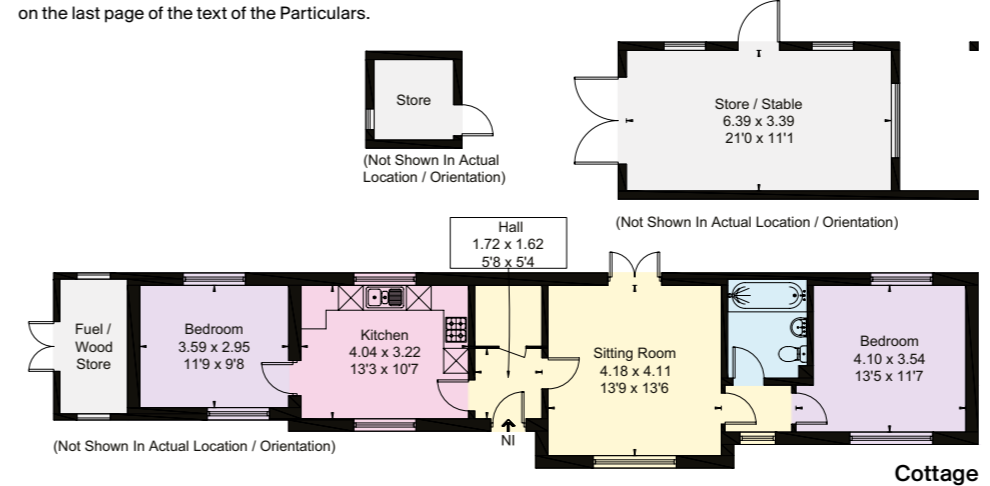 on the last page of the text of the Particulars.
Store
(Not Shown In Actual
Location / Orientation)
Store / Stable
6.39 x 3.39
21'0 x 11'1
(Not Shown In Actual Location / Orientation)
Hall
1.72 x 1.62
5'8 x 5'4
Fuel /
Wood
Store
Bedroom
3.59 x 2.95
11'9 x 9'8
Kitchen
4.04 x 3.22
13'3 x 10'7
Sitting Room
4.18 x 4.11
13'9 x 13'6
Bedroom
4.10 x 3.54
13'5 x 11'7
IN
(Not Shown In Actual Location / Orientation)
Cottage